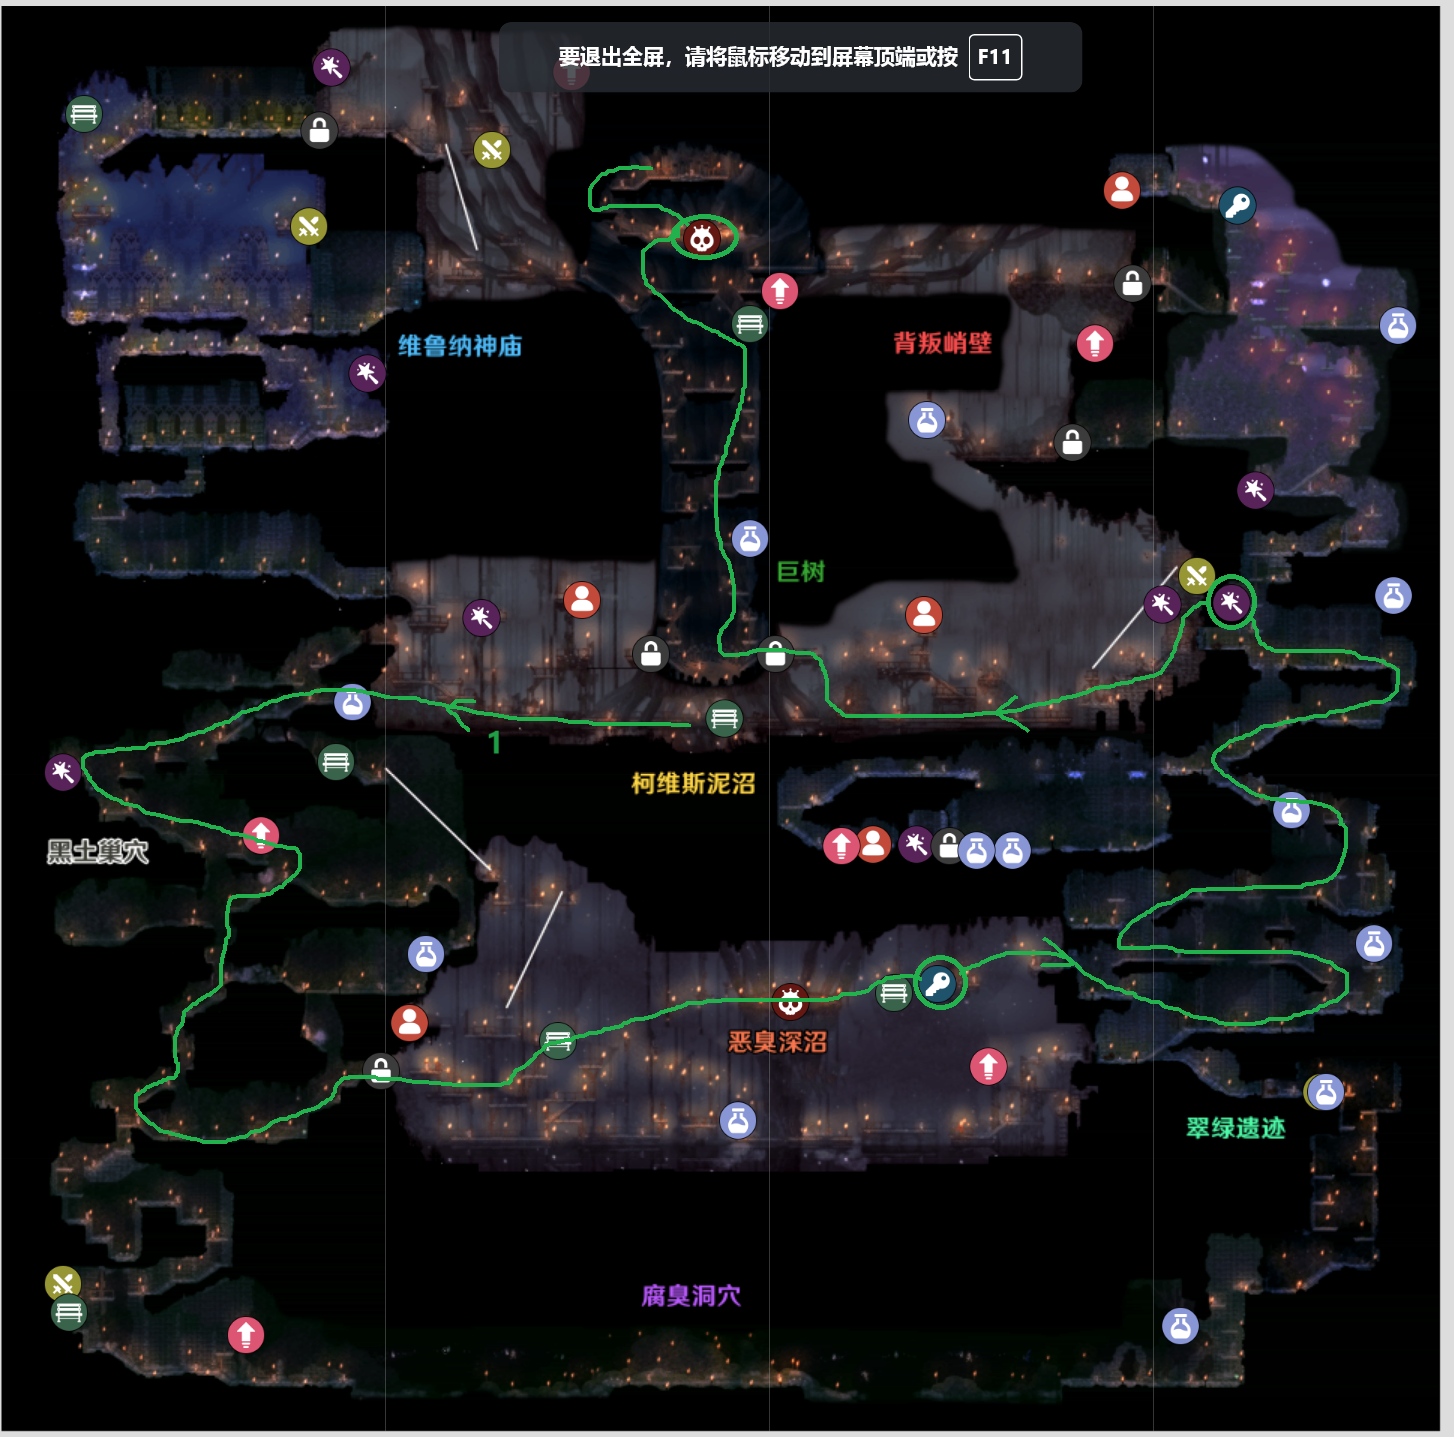 要退出全屏，请将鼠标移动到屏幕顶端或按 F11
维鲁纳神庙
背叛峭壁
巨树
1
柯维斯泥沼
黑土巢穴
恶臭深沼
翠绿遗迹
腐臭洞穴